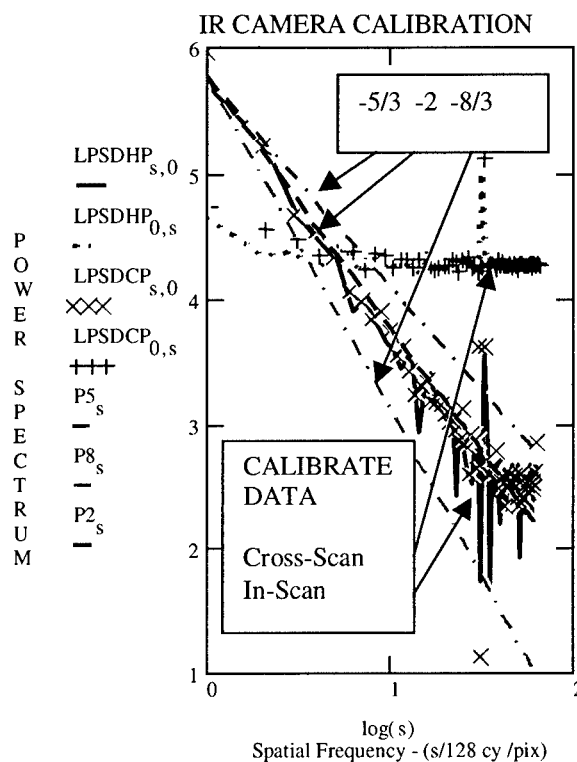 IR CAMERA CALIBRATION
6
5
4
3
2
1
0
1
2
-5/3 -2 -8/3
CALIBRATE
DATA
Cross-Scan
In-Scan
POWER SPECTRUM
LPSDHPs,0
LPSDHP0,s
LPSDCPs,0
LPSDCP0,s
P5s
P8s
P2s
log(s)
Spatial Frequency - (s/128 cy /pix)